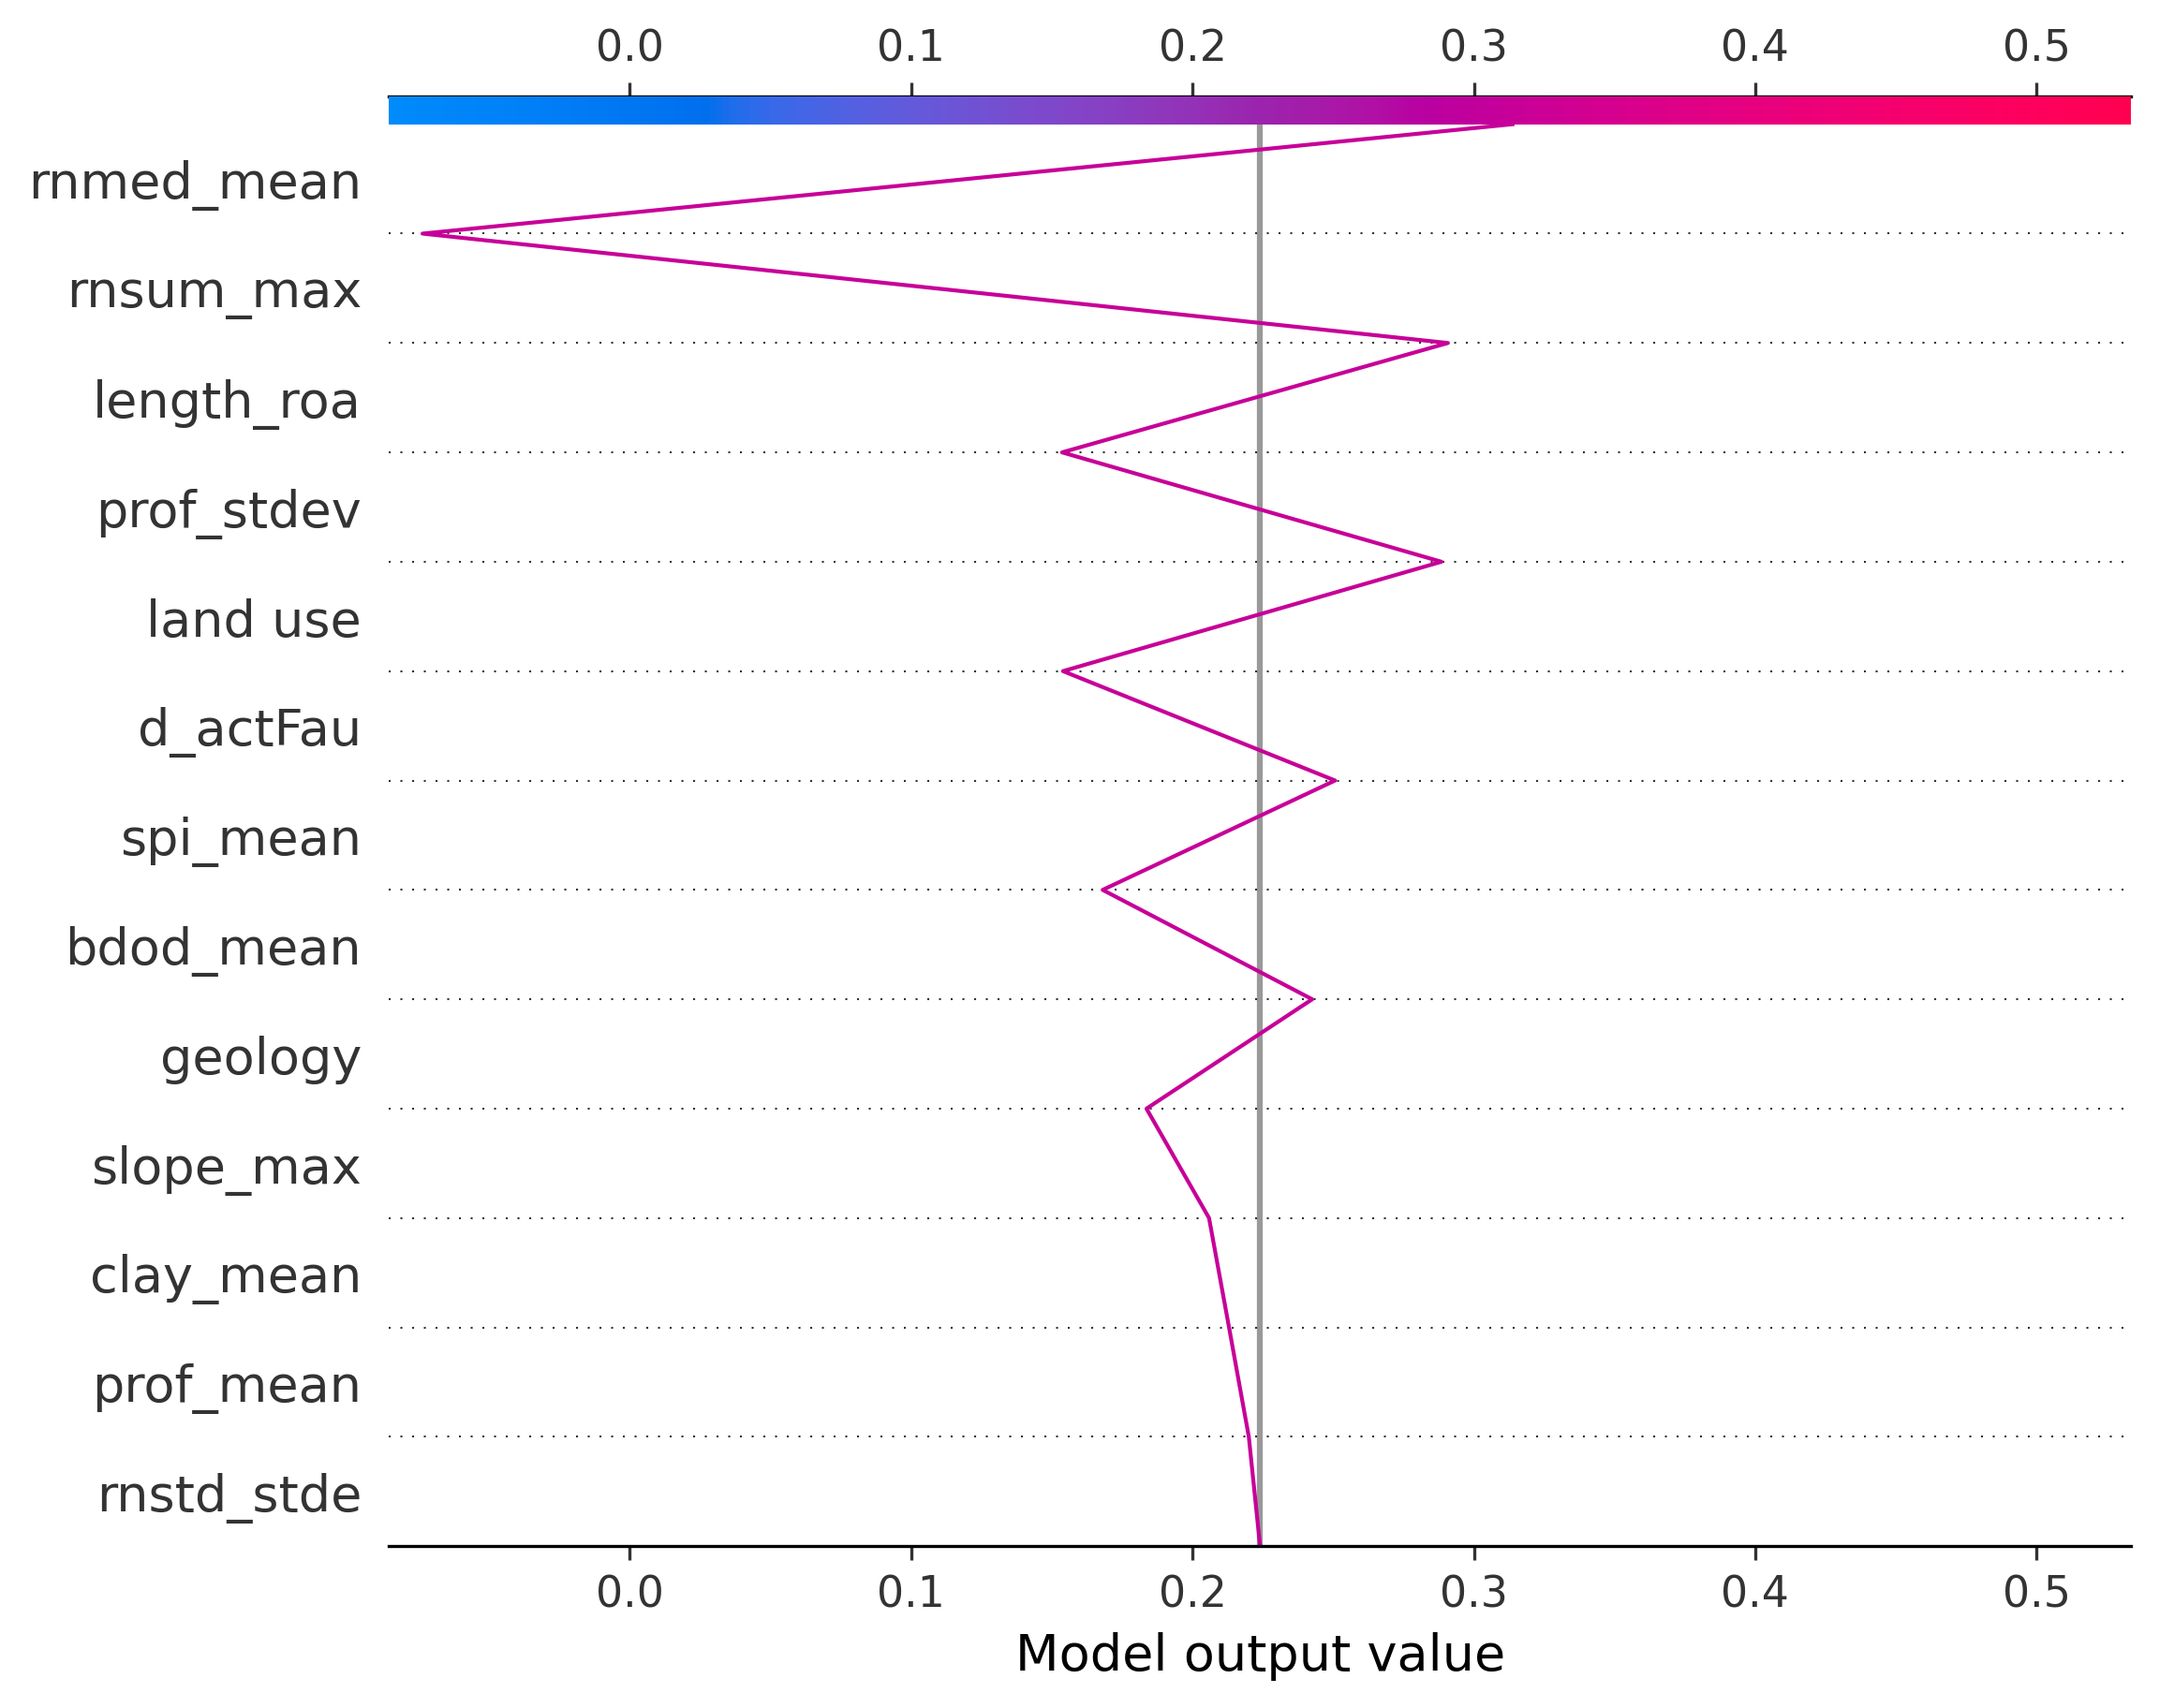 0.0 0.1 0.2 0.3 0.4 0.5
rnmed_mean
rnsum_max
length_roa
prof_stdev
land use
d_actFau
spi_mean
bdod_mean
geology
slope_max
clay_mean
prof_mean
rnstd_stde
0.0 0.1 0.2 0.3 0.4 0.5
Model output value